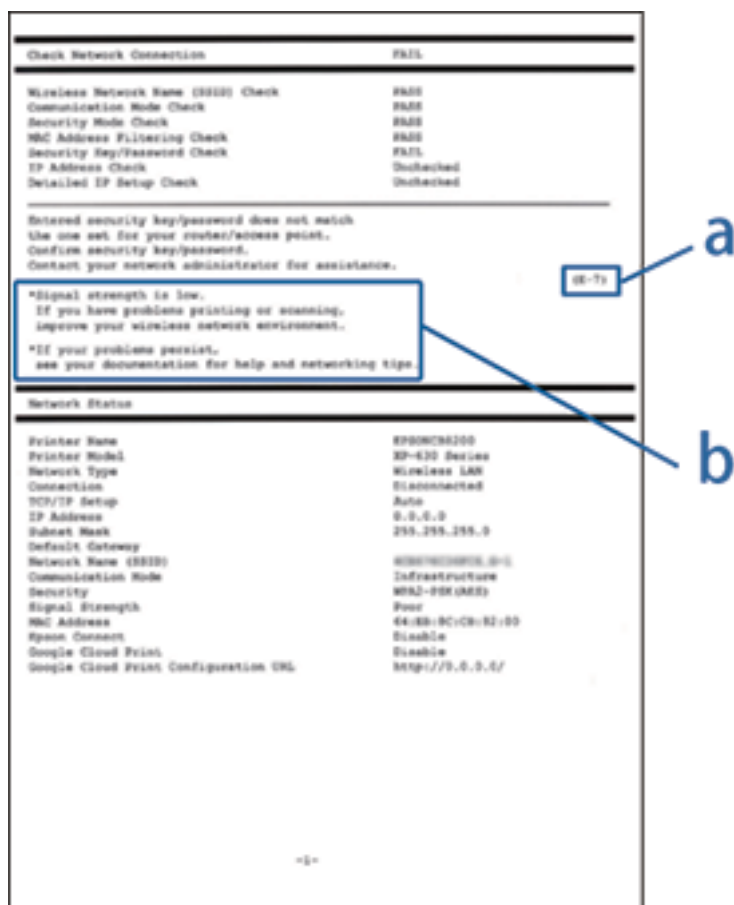 Check Network Connection FAIL
Wireless Network Name (SSID) Check PASS
Communication Mode Check PASS
Security Mode Check PASS
MAC Address Filtering Check PASS
Security Key/Password Check FAIL
IP Address Check Unchecked
Detailed IP Setup Check Unchecked
Entered security key/password does not match
the one set for your router/access point.
Confirm security key/password.
Contact your network administrator for assistance.
(E-7)
a
*Signal strength is low.
If you have problems printing or scanning,
improve your wireless network environment.
*If your problems persist,
see your documentation for help and networking tips.
b
Network Status
Printer Name
Printer Model XP-630 Series
Network Type Wireless LAN
Connection Disconnected
TCP/IP Setup Auto
IP Address 0.0.0.0
Subnet Mask 255.255.255.0
Default Gateway
Network Name (SSID)
Communication Mode Infrastructure
Security WPA2-PSK(AES)
Signal Strength Poor
MAC Address
Epson Connect Disable
Google Cloud Print Disable
Google Cloud Print Configuration URL http://0.0.0.0/
-1-